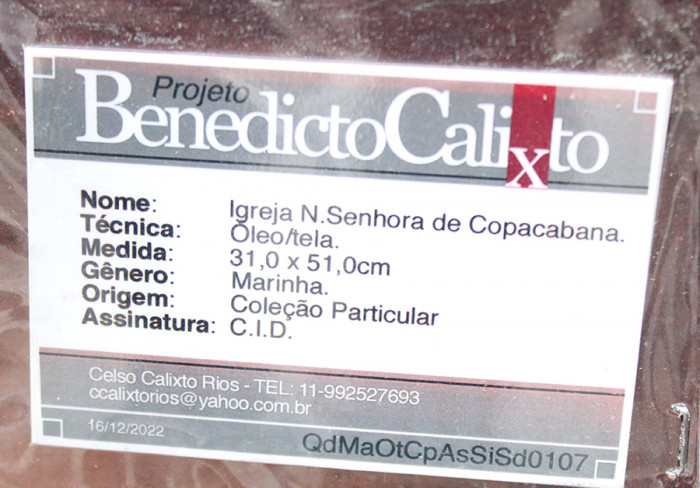 Projeto
BenedictoCalixto
Nome: Igreja N.Senhora de Copacabana.
Técnica: Óleo/tela.
Medida: 31,0 x 51,0cm
Gênero: Marinha.
Origem: Coleção Particular
Assinatura: C.I.D.
Celso Calixto Rios - TEL: 11-992527693
ccalixtorios@yahoo.com.br
16/12/2022
QdMaOtCpAsSiSd0107